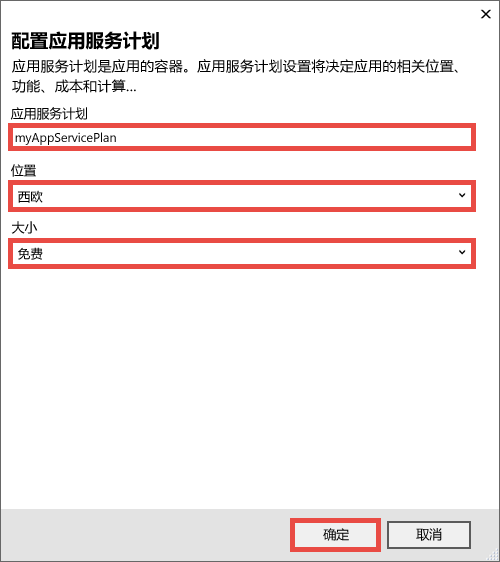 配置应用服务计划
应用服务计划是应用的容器。应用服务计划设置将决定应用的相关位置、
功能、成本和计算...
应用服务计划
myAppServicePlan
位置
西欧
大小
免费
确定
取消